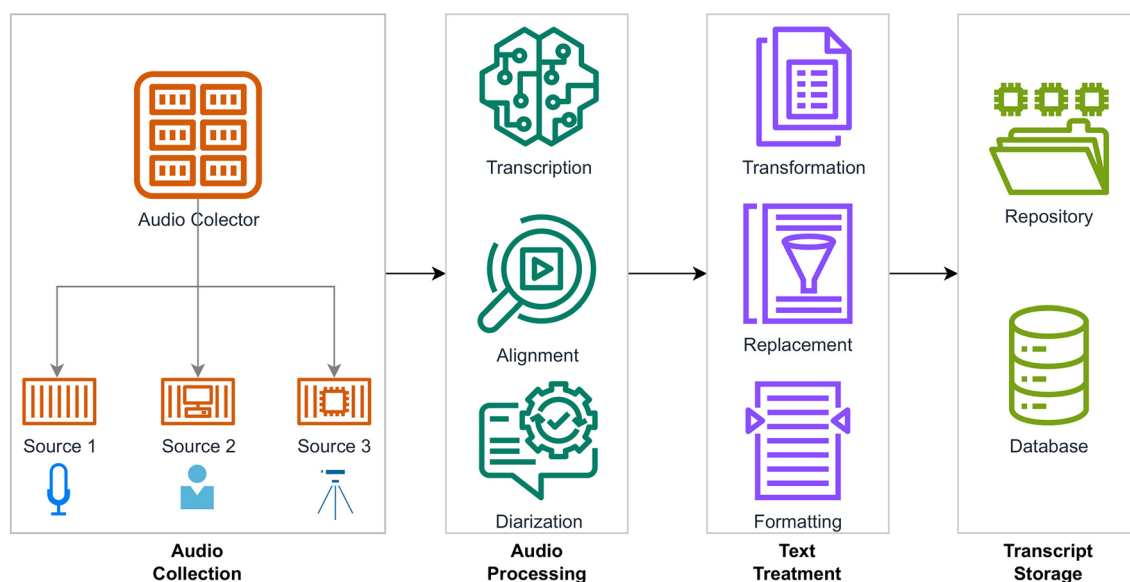 Audio Colector
Source 1
Source 2
Source 3
Audio
Collection
Transcription
Alignment
Diarization
Audio
Processing
Transformation
Replacement
Formatting
Text
Treatment
Repository
Database
Transcript
Storage